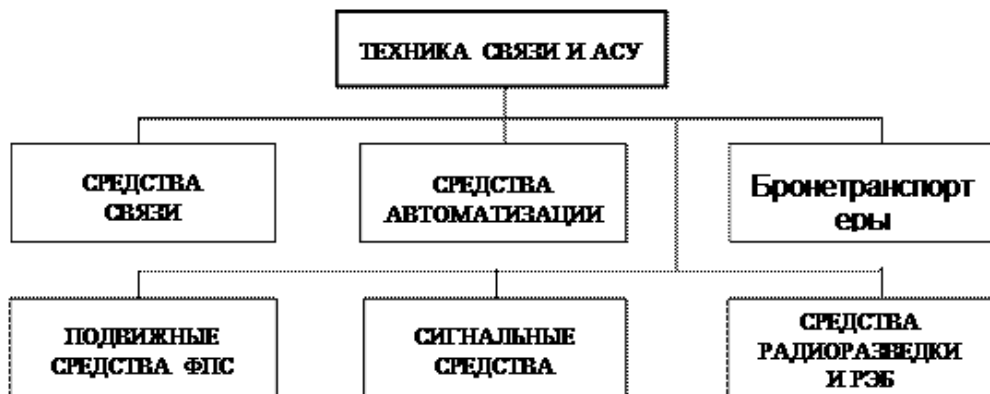 ТЕХНИКА СВЯЗИ И АСУ
СРЕДСТВА
СВЯЗИ
СРЕДСТВА
АВТОМАТИЗАЦИИ
Бронетранспорт
еры
ПОДВИЖНЫЕ
СРЕДСТВА ФПС
СИГНАЛЬНЫЕ
СРЕДСТВА
СРЕДСТВА
РАДИОРАЗВЕДКИ
И РЭБ